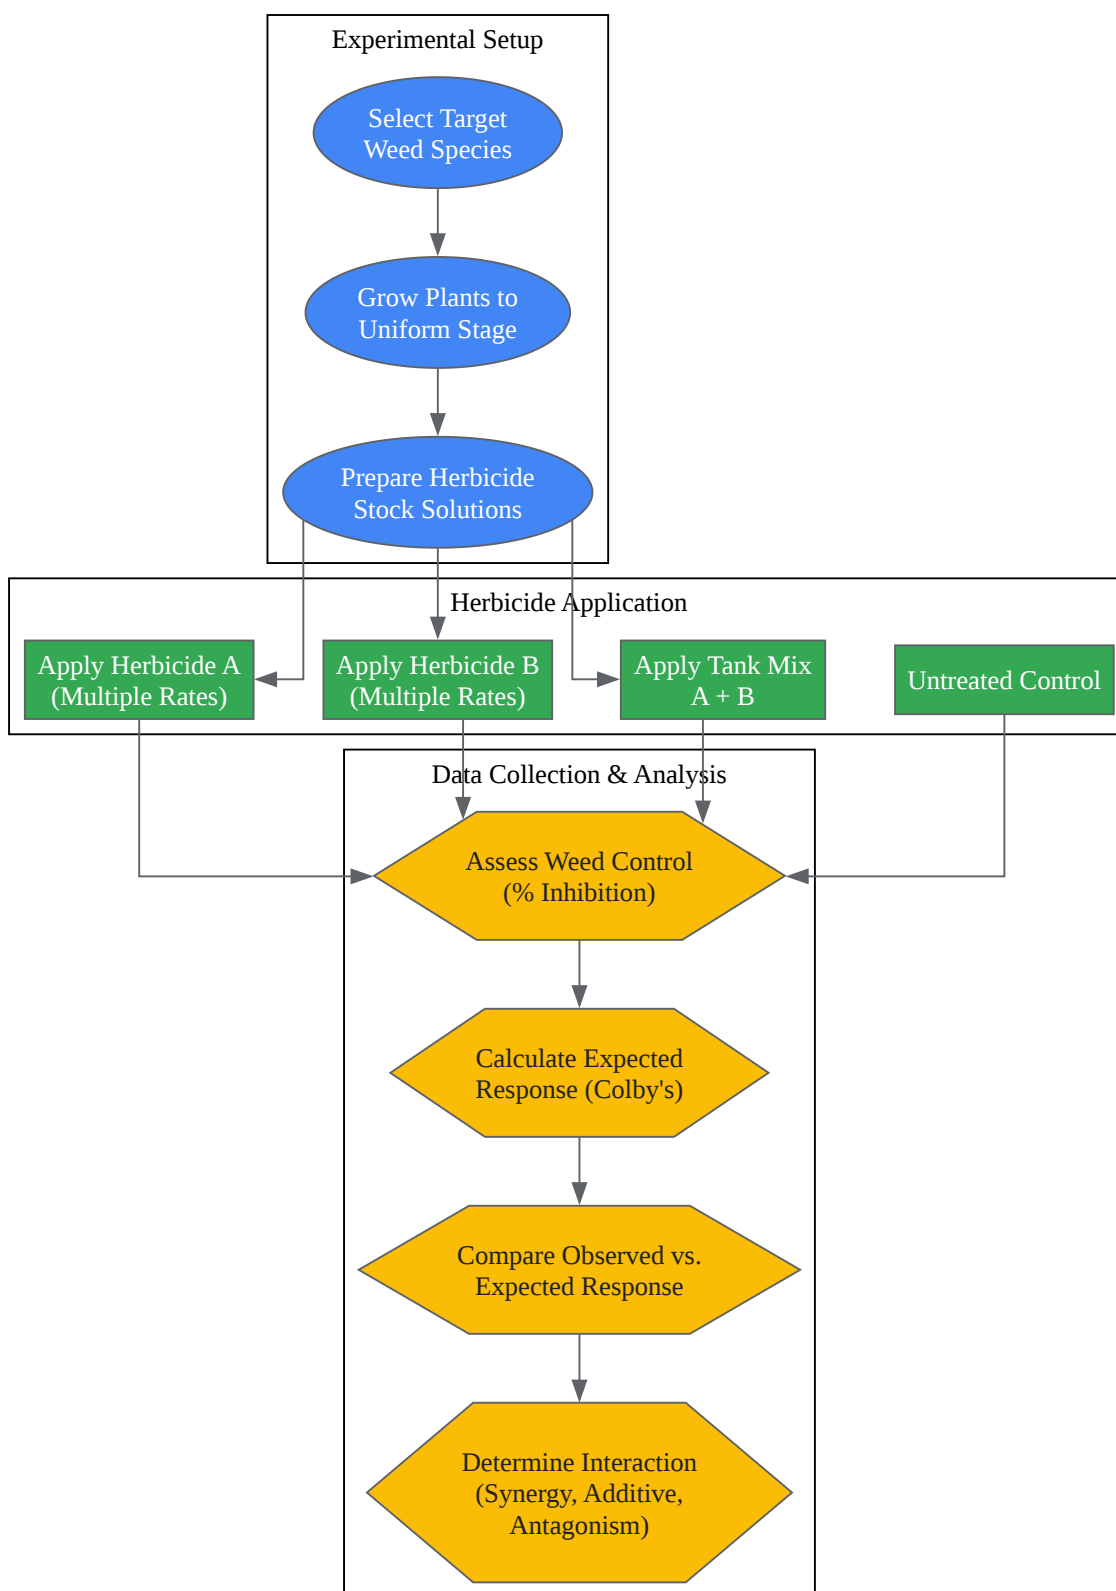 Experimental Setup
Select Target
Weed Species
Grow Plants to
Uniform Stage
Prepare Herbicide
Stock Solutions
Herbicide Application
Apply Herbicide A
(Multiple Rates)
Apply Herbicide B
(Multiple Rates)
Apply Tank Mix
A + B
Untreated Control
Data Collection & Analysis
Assess Weed Control
(% Inhibition)
Calculate Expected
Response (Colby's)
Compare Observed vs.
Expected Response
Determine Interaction
(Synergy, Additive,
Antagonism)